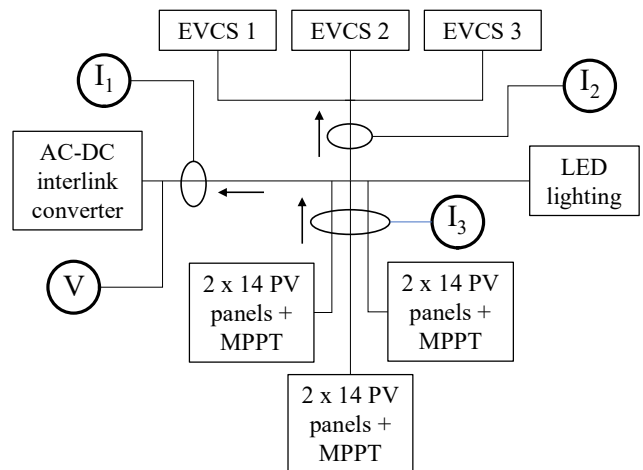 EVCS 1
EVCS 2
EVCS 3
I1
I2
AC-DC
interlink
converter
LED
lighting
I3
V
2 x 14 PV
panels +
MPPT
2 x 14 PV
panels +
MPPT
2 x 14 PV
panels +
MPPT